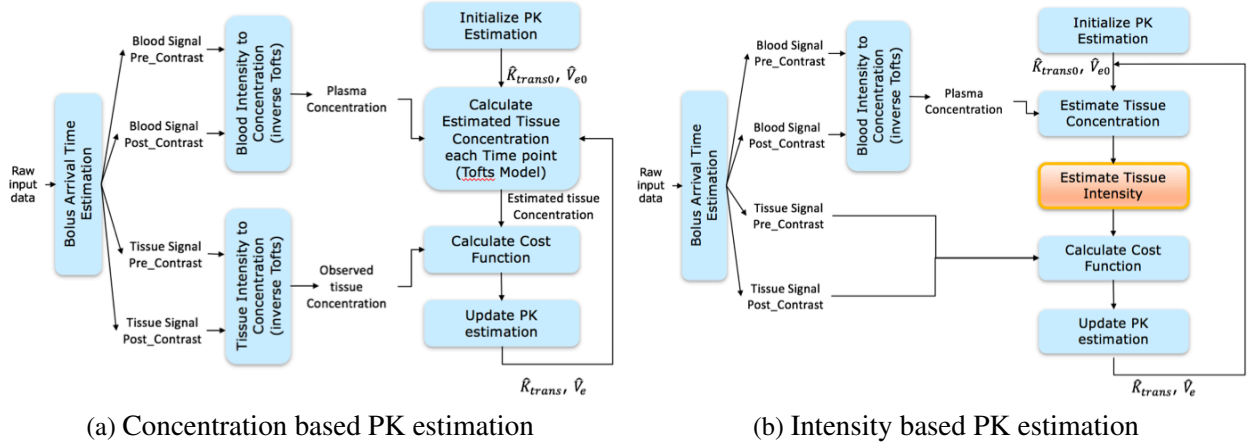 Raw
input
data
Bolus Arrival Time
Estimation
Blood Signal
Pre_Contrast
Blood Signal
Post_Contrast
Tissue Signal
Pre_Contrast
Tissue Signal
Post_Contrast
Blood Intensity to
Concentration
(inverse Tofts)
Tissue Intensity to
Concentration
(inverse Tofts)
Plasma
Concentration
Observed
tissue
Concentration
Initialize PK
Estimation
K̂trans0, V̂e0
Calculate
Estimated Tissue
Concentration
each Time point
(Tofts Model)
Estimated tissue
Concentration
Calculate Cost
Function
Update PK
estimation
K̂trans, V̂e
(a) Concentration based PK estimation
Raw
input
data
Bolus Arrival Time
Estimation
Blood Signal
Pre_Contrast
Blood Signal
Post_Contrast
Tissue Signal
Pre_Contrast
Tissue Signal
Post_Contrast
Blood Intensity to
Concentration
(inverse Tofts)
Plasma
Concentration
Initialize PK
Estimation
K̂trans0, V̂e0
Estimate Tissue
Concentration
Estimate Tissue
Intensity
Calculate Cost
Function
Update PK
estimation
K̂trans, V̂e
(b) Intensity based PK estimation